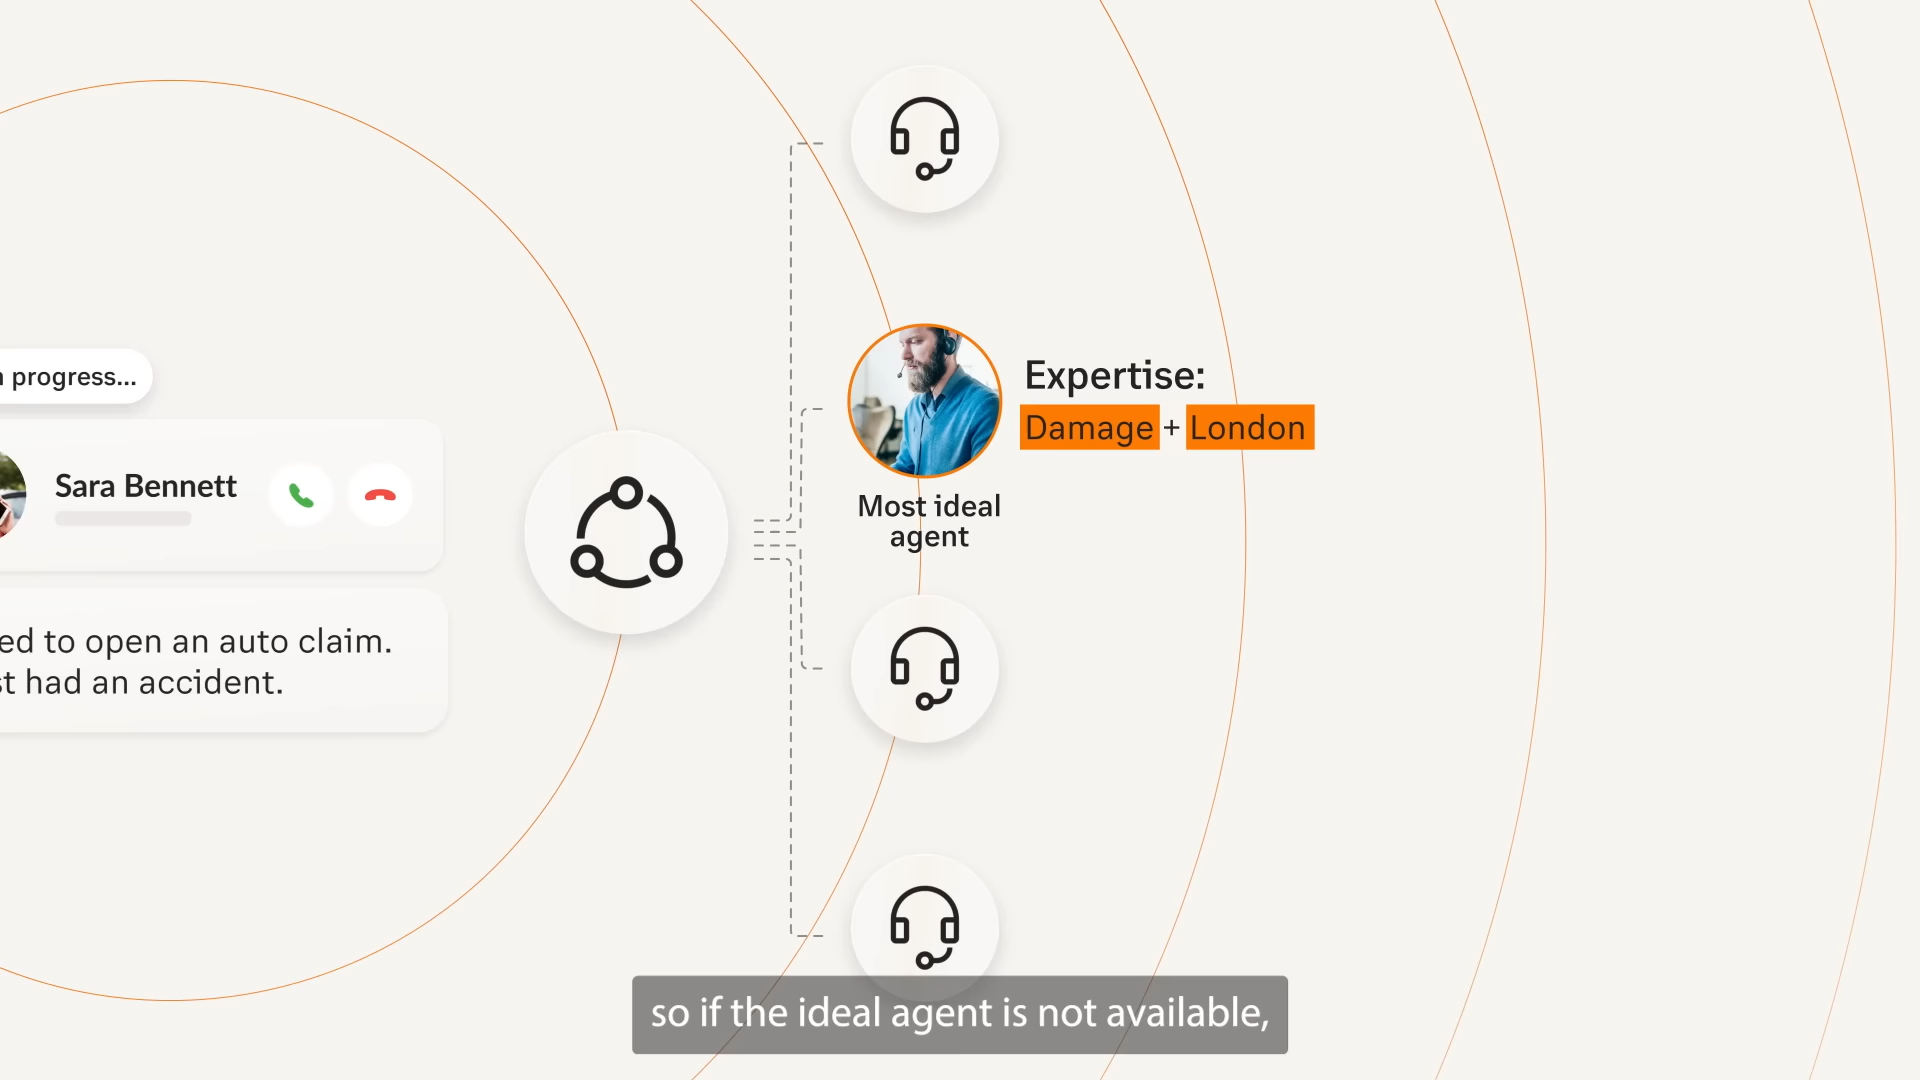 progress...
Sara Bennett
ed to open an auto claim.
st had an accident.
Expertise:
Damage + London
Most ideal
agent
so if the ideal agent is not available,